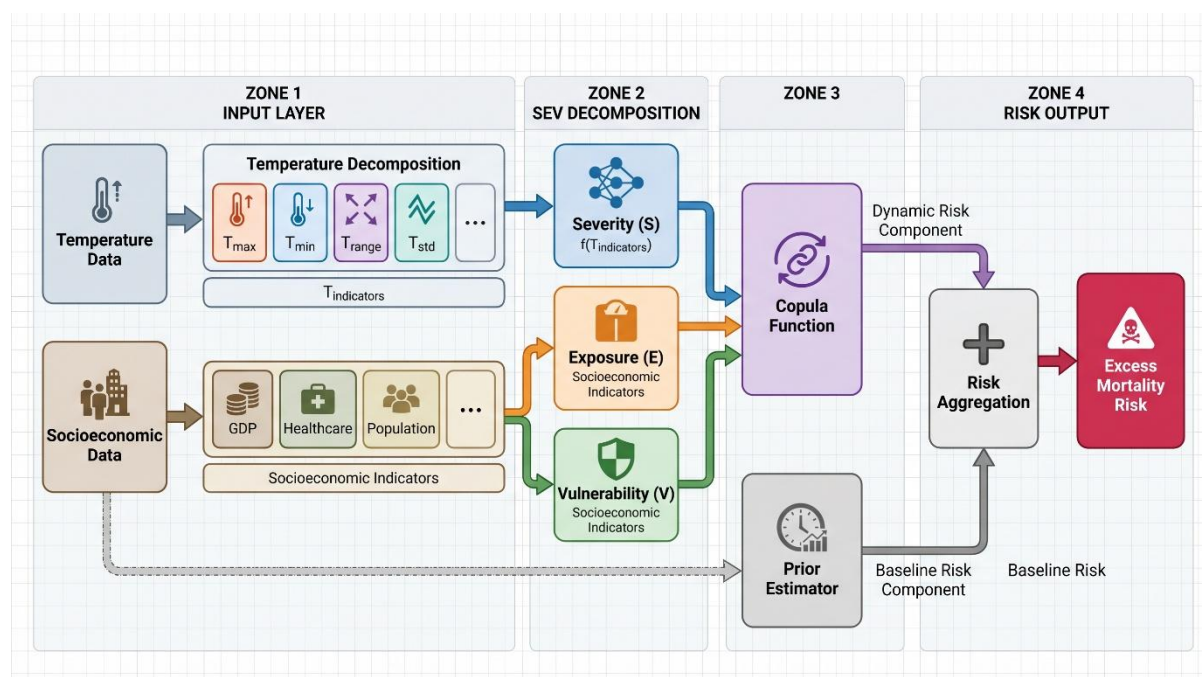 ZONE 1
INPUT LAYER
ZONE 2
SEV DECOMPOSITION
ZONE 3
ZONE 4
RISK OUTPUT
Temperature
Data
Temperature Decomposition
Tmax
Tmin
Trange
Tstd
...
Tindicators
Socioeconomic
Data
GDP
Healthcare
Population
...
Socioeconomic Indicators
Severity (S)
f(Tindicators)
Exposure (E)
Socioeconomic
Indicators
Vulnerability (V)
Socioeconomic
Indicators
Copula
Function
Prior
Estimator
Dynamic Risk
Component
Baseline Risk
Component
Baseline Risk
Risk
Aggregation
Excess
Mortality
Risk